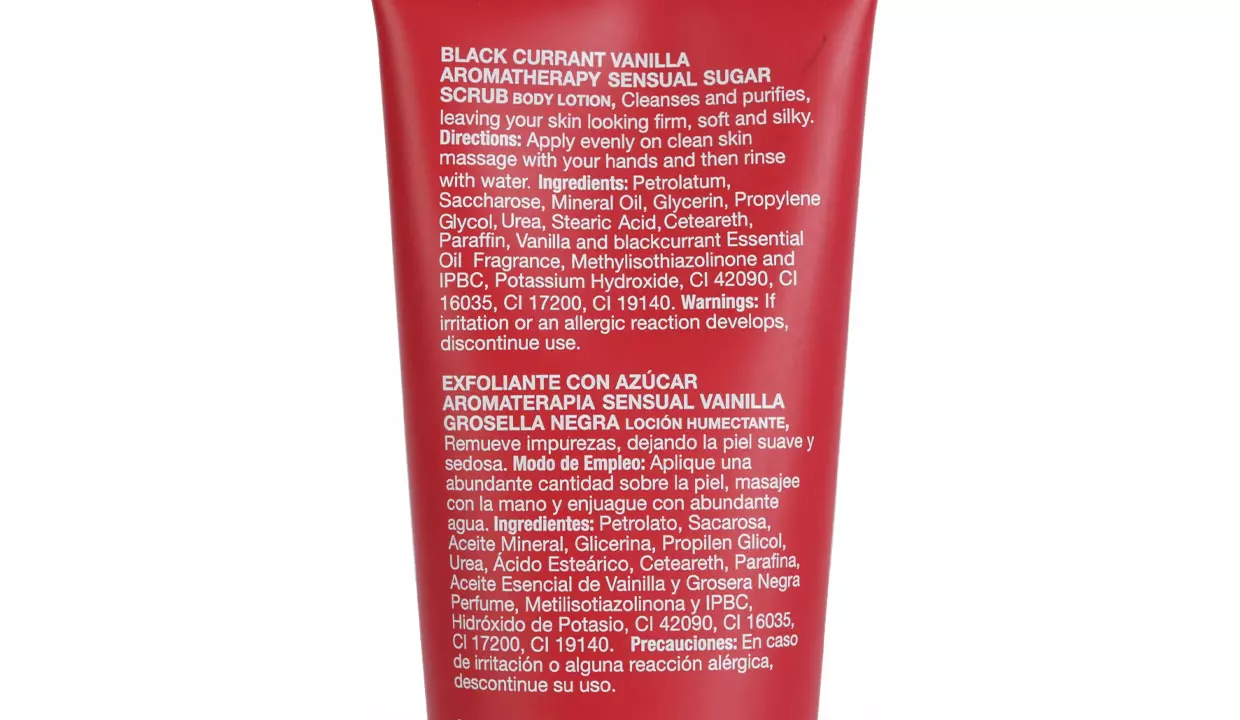 BLACK CURRANT VANILLA
AROMATHERAPY SENSUAL SUGAR
SCRUB BODY LOTION, Cleanses and purifies,
leaving your skin looking firm, soft and silky.
Directions: Apply evenly on clean skin
massage with your hands and then rinse
with water. Ingredients: Petrolatum,
Saccharose, Mineral Oil, Glycerin, Propylene
Glycol, Urea, Stearic Acid, Ceteareth,
Paraffin, Vanilla and blackcurrant Essential
Oil Fragrance, Methylisothiazolinone and
IPBC, Potassium Hydroxide, CI 42090, CI
16035, CI 17200, CI 19140. Warnings: If
irritation or an allergic reaction develops,
discontinue use.
EXFOLIANTE CON AZÚCAR
AROMATERAPIA SENSUAL VAINILLA
GROSELLA NEGRA LOCIÓN HUMECTANTE,
Remueve impurezas, dejando la piel suave y
sedosa. Modo de Empleo: Aplique una
abundante cantidad sobre la piel, masajee
con la mano y enjuague con abundante
agua. Ingredientes: Petrolato, Sacarosa,
Aceite Mineral, Glicerina, Propilen Glicol,
Urea, Ácido Esteárico, Ceteareth, Parafina,
Aceite Esencial de Vainilla y Grosera Negra
Perfume, Metilisotiazolinona y IPBC,
Hidróxido de Potasio, CI 42090, CI 16035,
CI 17200, CI 19140. Precauciones: En caso
de irritación o alguna reacción alérgica,
descontinue su uso.